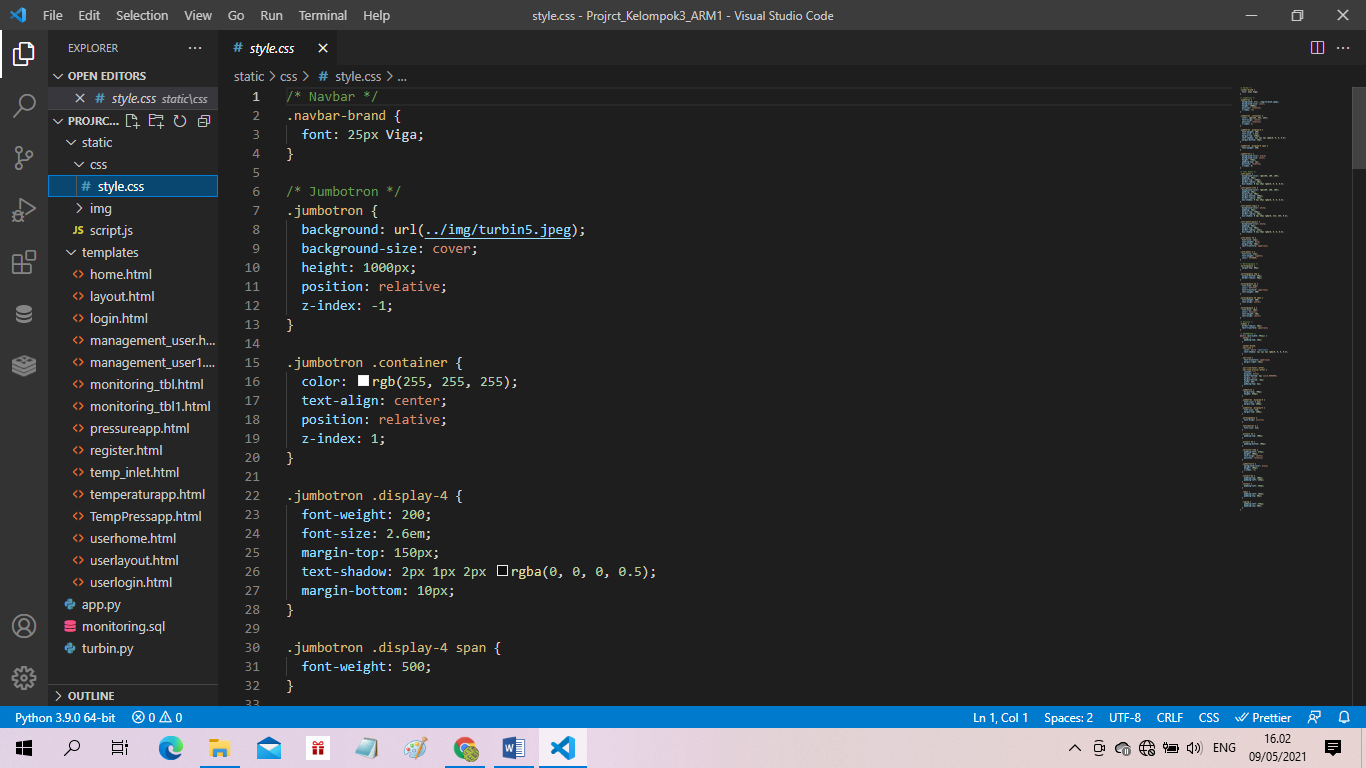 File Edit Selection View Go Run Terminal Help
style.css - Projrct_Kelompok3_ARM1 - Visual Studio Code
EXPLORER
OPEN EDITORS
# style.css static\css
PROJRC...
static
css
# style.css
img
JS script.js
templates
<> home.html
<> layout.html
<> login.html
<> management_user.h...
<> management_user1....
<> monitoring_tbl.html
<> monitoring_tbl1.html
<> pressureapp.html
<> register.html
<> temp_inlet.html
<> temperaturapp.html
<> TempPressapp.html
<> userhome.html
<> userlayout.html
<> userlogin.html
app.py
monitoring.sql
turbin.py
OUTLINE
# style.css
static > css > # style.css > ...
1 /* Navbar */
2 .navbar-brand {
3 font: 25px Viga;
4 }
5
6 /* Jumbotron */
7 .jumbotron {
8 background: url(../img/turbin5.jpeg);
9 background-size: cover;
10 height: 1000px;
11 position: relative;
12 z-index: -1;
13 }
14
15 .jumbotron .container {
16 color: rgb(255, 255, 255);
17 text-align: center;
18 position: relative;
19 z-index: 1;
20 }
21
22 .jumbotron .display-4 {
23 font-weight: 200;
24 font-size: 2.6em;
25 margin-top: 150px;
26 text-shadow: 2px 1px 2px rgba(0, 0, 0, 0.5);
27 margin-bottom: 10px;
28 }
29
30 .jumbotron .display-4 span {
31 font-weight: 500;
32 }
33
Python 3.9.0 64-bit 0 0 Ln 1, Col 1 Spaces: 2 UTF-8 CRLF CSS Prettier
ENG
16.02
09/05/2021